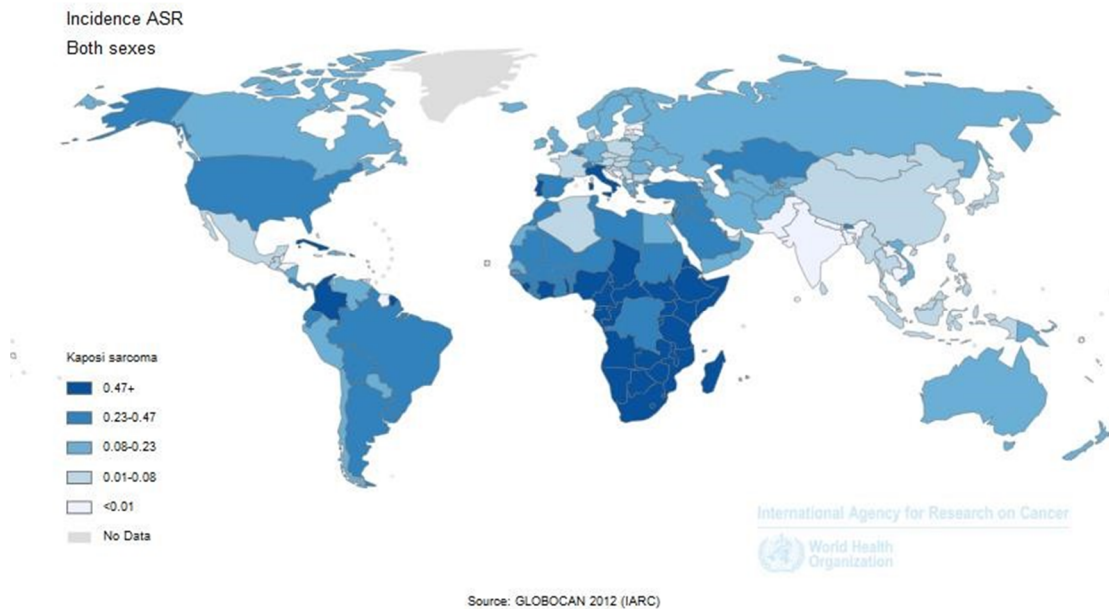 Incidence ASR
Both sexes
Kaposi sarcoma
0.47+
0.23-0.47
0.08-0.23
0.01-0.08
<0.01
No Data
International Agency for Research on Cancer
World Health
Organization
Source: GLOBOCAN 2012 (IARC)